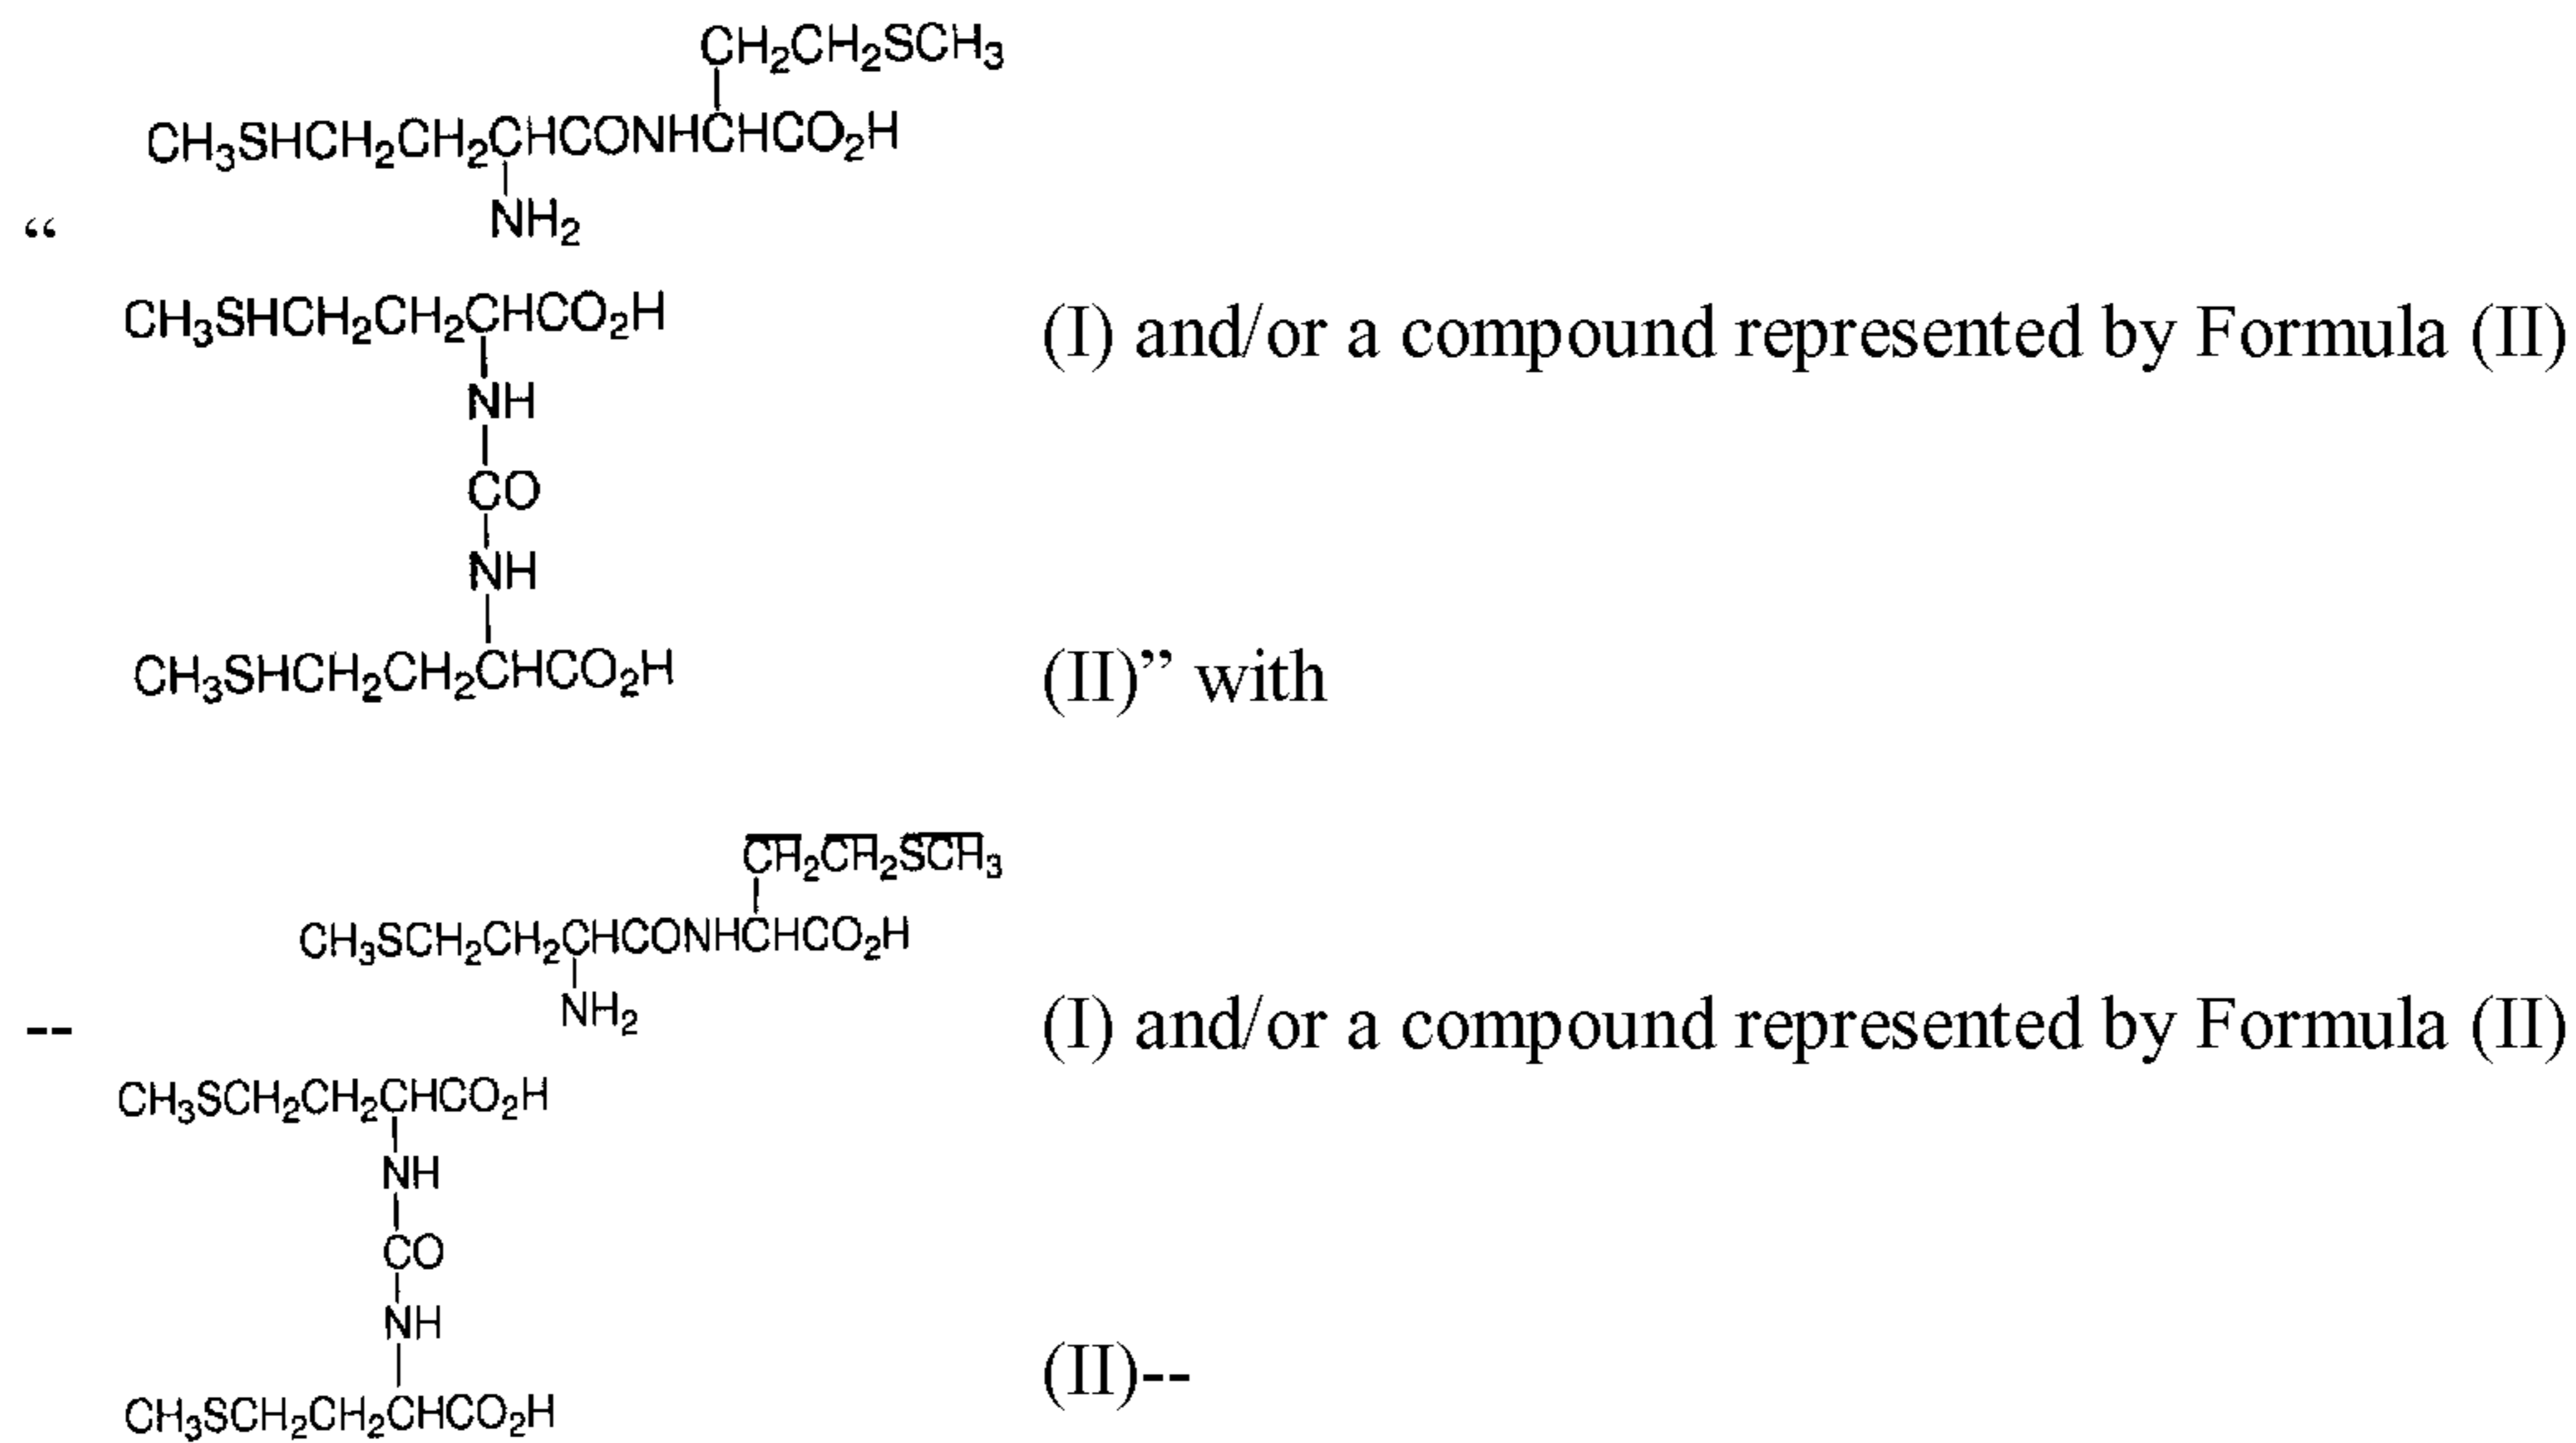 CH₂CH₂SCH₃
CH₃SHCH₂CH₂CHCONHCHCO₂H
NH₂
“
CH₃SHCH₂CH₂CHCO₂H (I) and/or a compound represented by Formula (II)
NH
CO
NH
CH₃SHCH₂CH₂CHCO₂H (II)” with
CH₂CH₂SCH₃
CH₃SCH₂CH₂CHCONHCHCO₂H
NH₂
-- (I) and/or a compound represented by Formula (II)
CH₃SCH₂CH₂CHCO₂H
NH
CO
NH
(II)--
CH₃SCH₂CH₂CHCO₂H